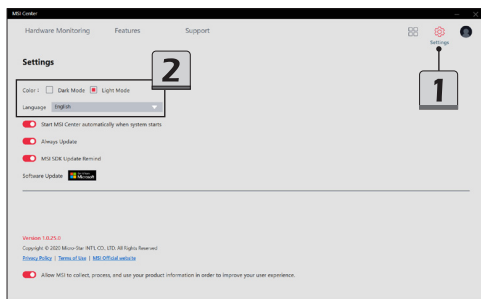 MSI Center
Hardware Monitoring Features Support
Settings
Settings
2
1
Color : Dark Mode Light Mode
Language English
Start MSI Center automatically when system starts
Always Update
MSI SDK Update Remind
Software Update Microsoft
Version 1.0.25.0
Copyright © 2020 Micro-Star INT'L CO., LTD. All Rights Reserved
Privacy Policy | Terms of Use | MSI Official website
Allow MSI to collect, process, and use your product information in order to improve your user experience.